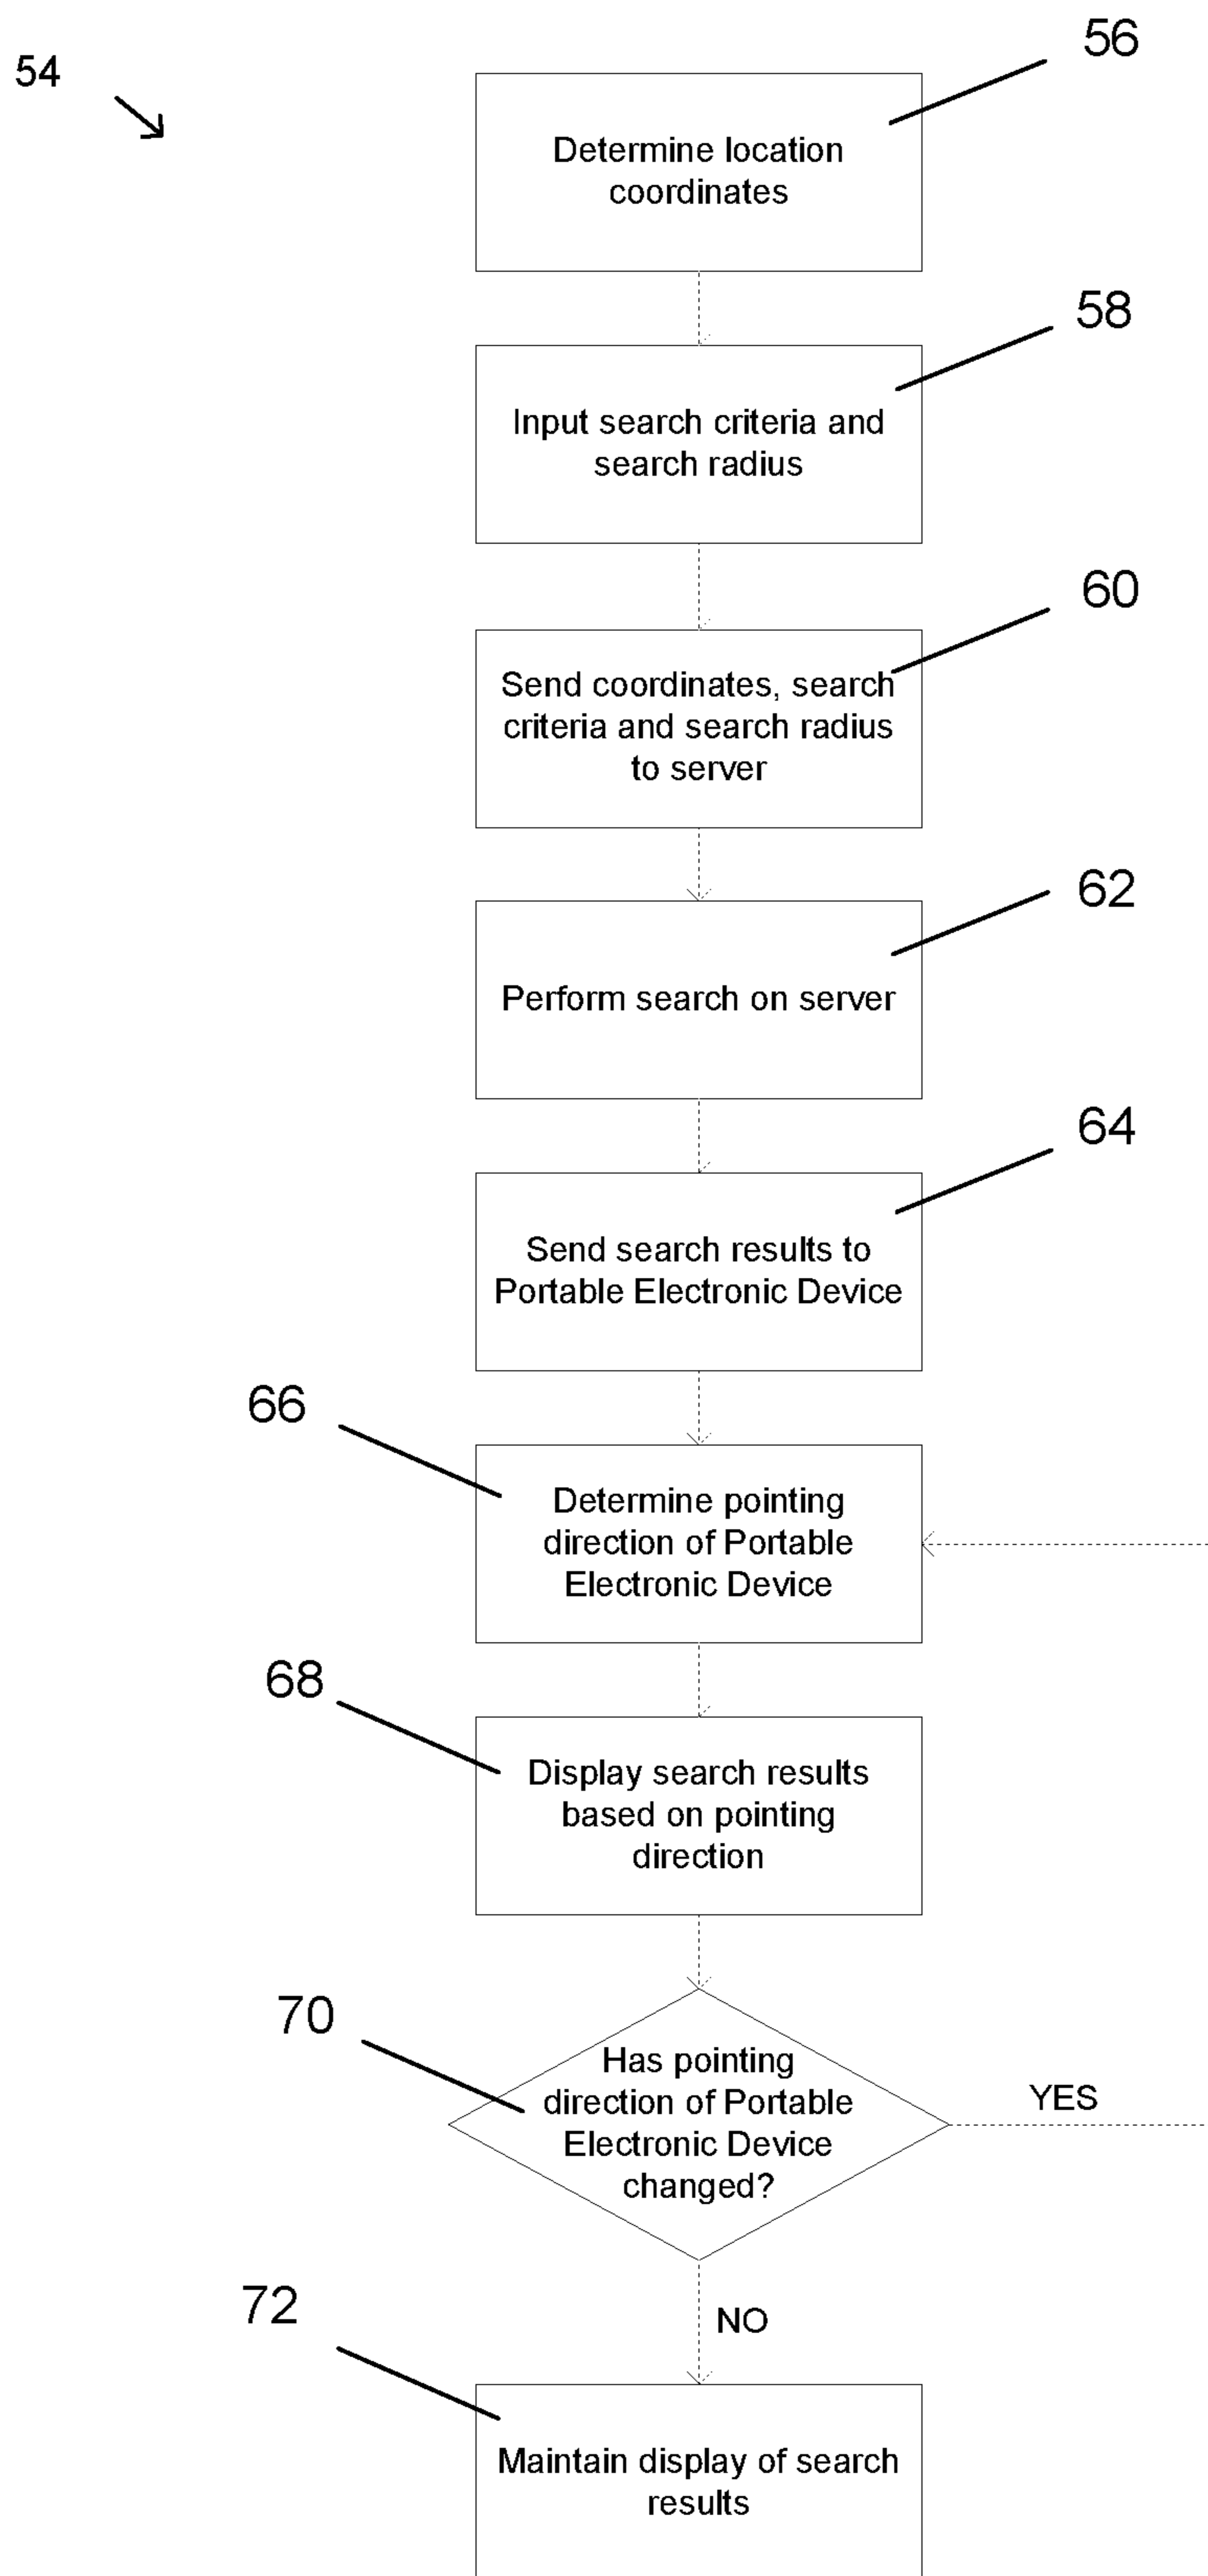 54
56
Determine location
coordinates
58
Input search criteria and
search radius
60
Send coordinates, search
criteria and search radius
to server
62
Perform search on server
64
Send search results to
Portable Electronic Device
66
Determine pointing
direction of Portable
Electronic Device
68
Display search results
based on pointing
direction
70
Has pointing
direction of Portable
Electronic Device
changed?
YES
NO
72
Maintain display of search
results